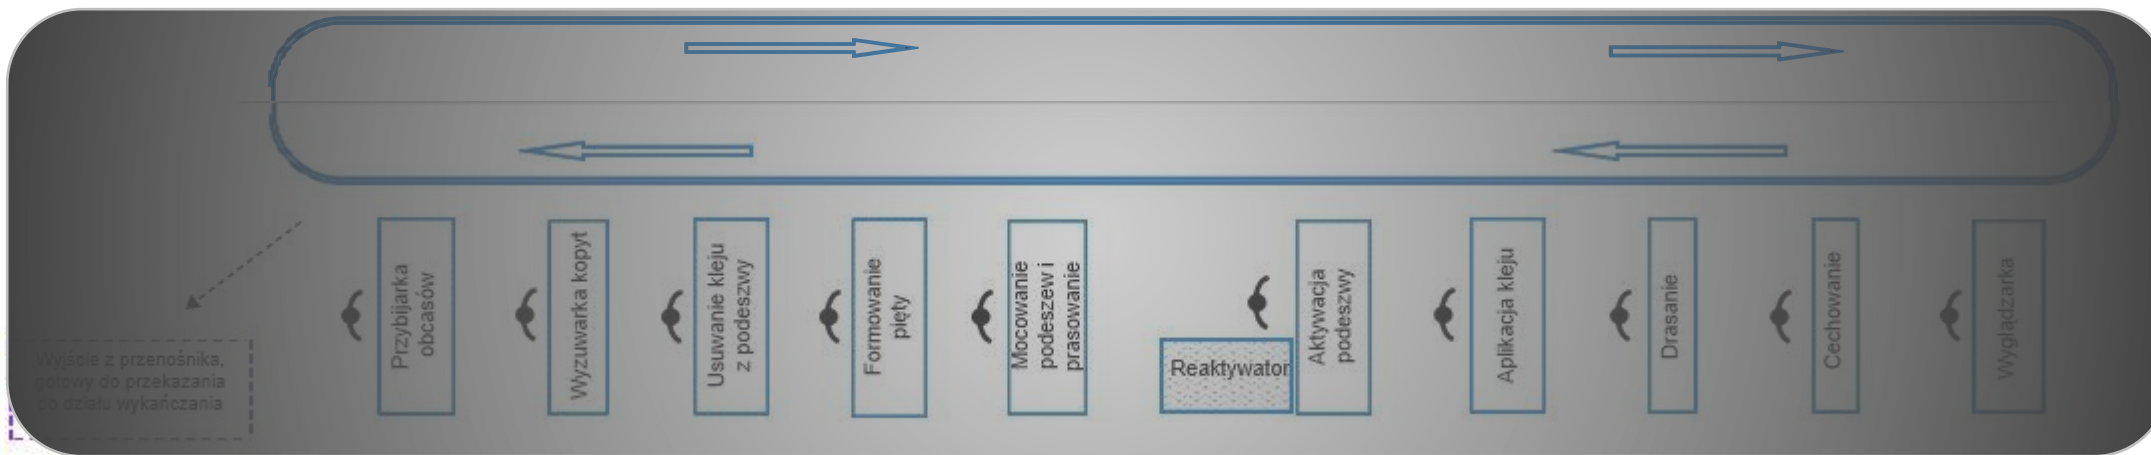 Przybijarka
obcasów
Wyzuwarka kopyt
Usuwanie kleju
z podeszwy
Formowanie
pięty
Mocowanie
podeszew i
prasowanie
Reaktywator
Aktywacja
podeszwy
Aplikacja kleju
Drasanie
Cechowanie
Wygładzarka
Wyjście z przenośnika,
gotowy do przekazania
do działu wykańczania